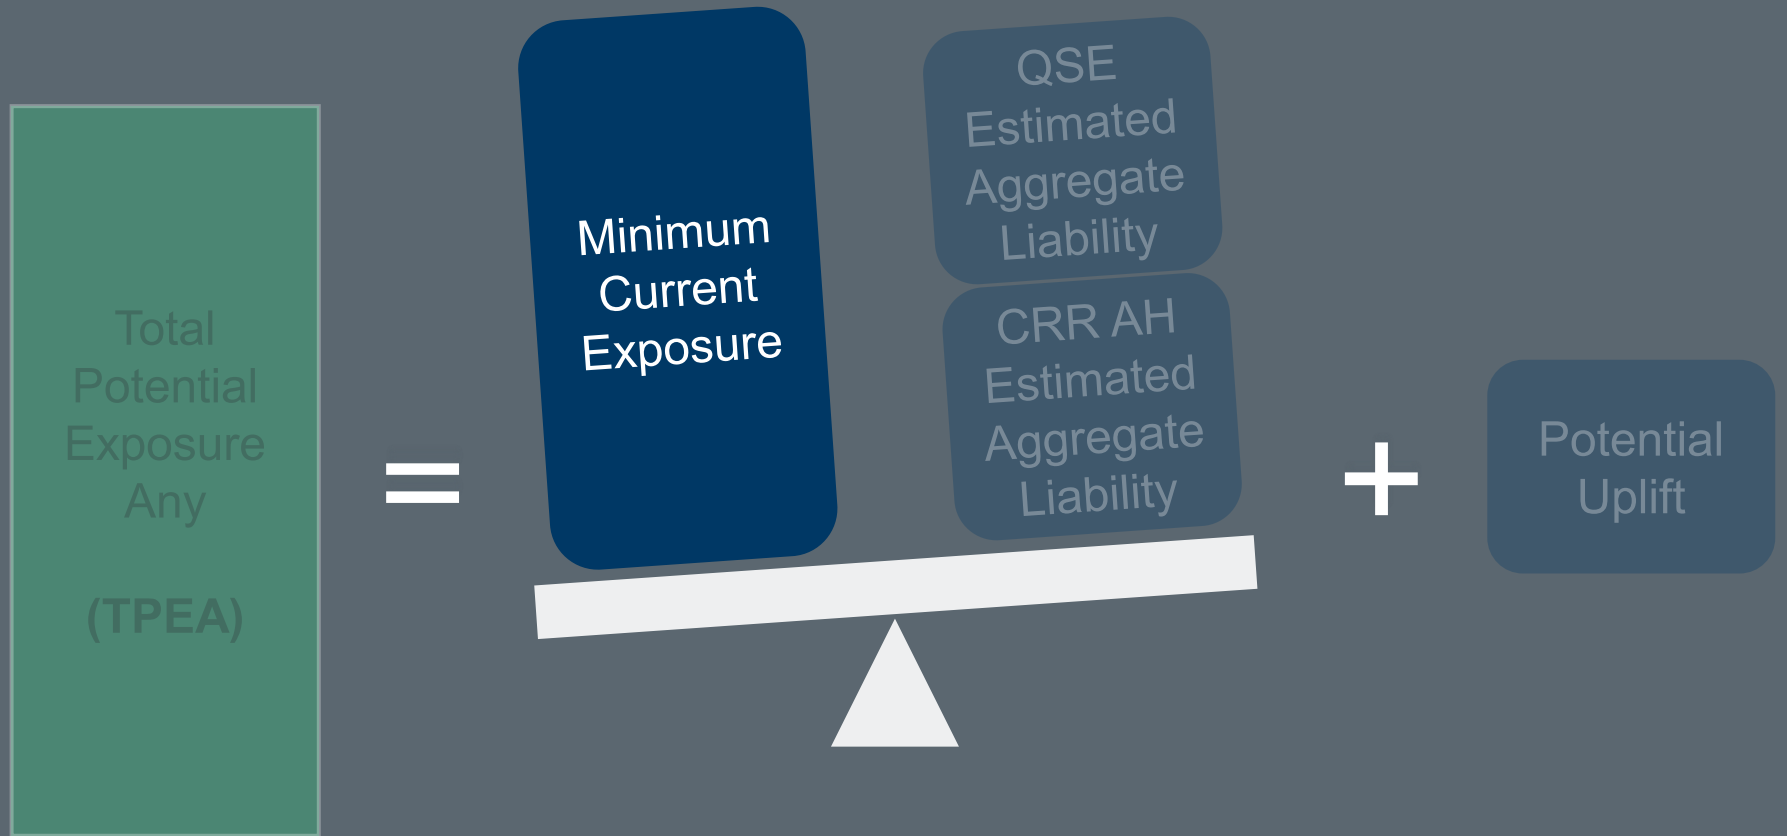 Total
Potential
Exposure
Any
(TPEA)
=
Minimum
Current
Exposure
QSE
Estimated
Aggregate
Liability
CRR AH
Estimated
Aggregate
Liability
+
Potential
Uplift